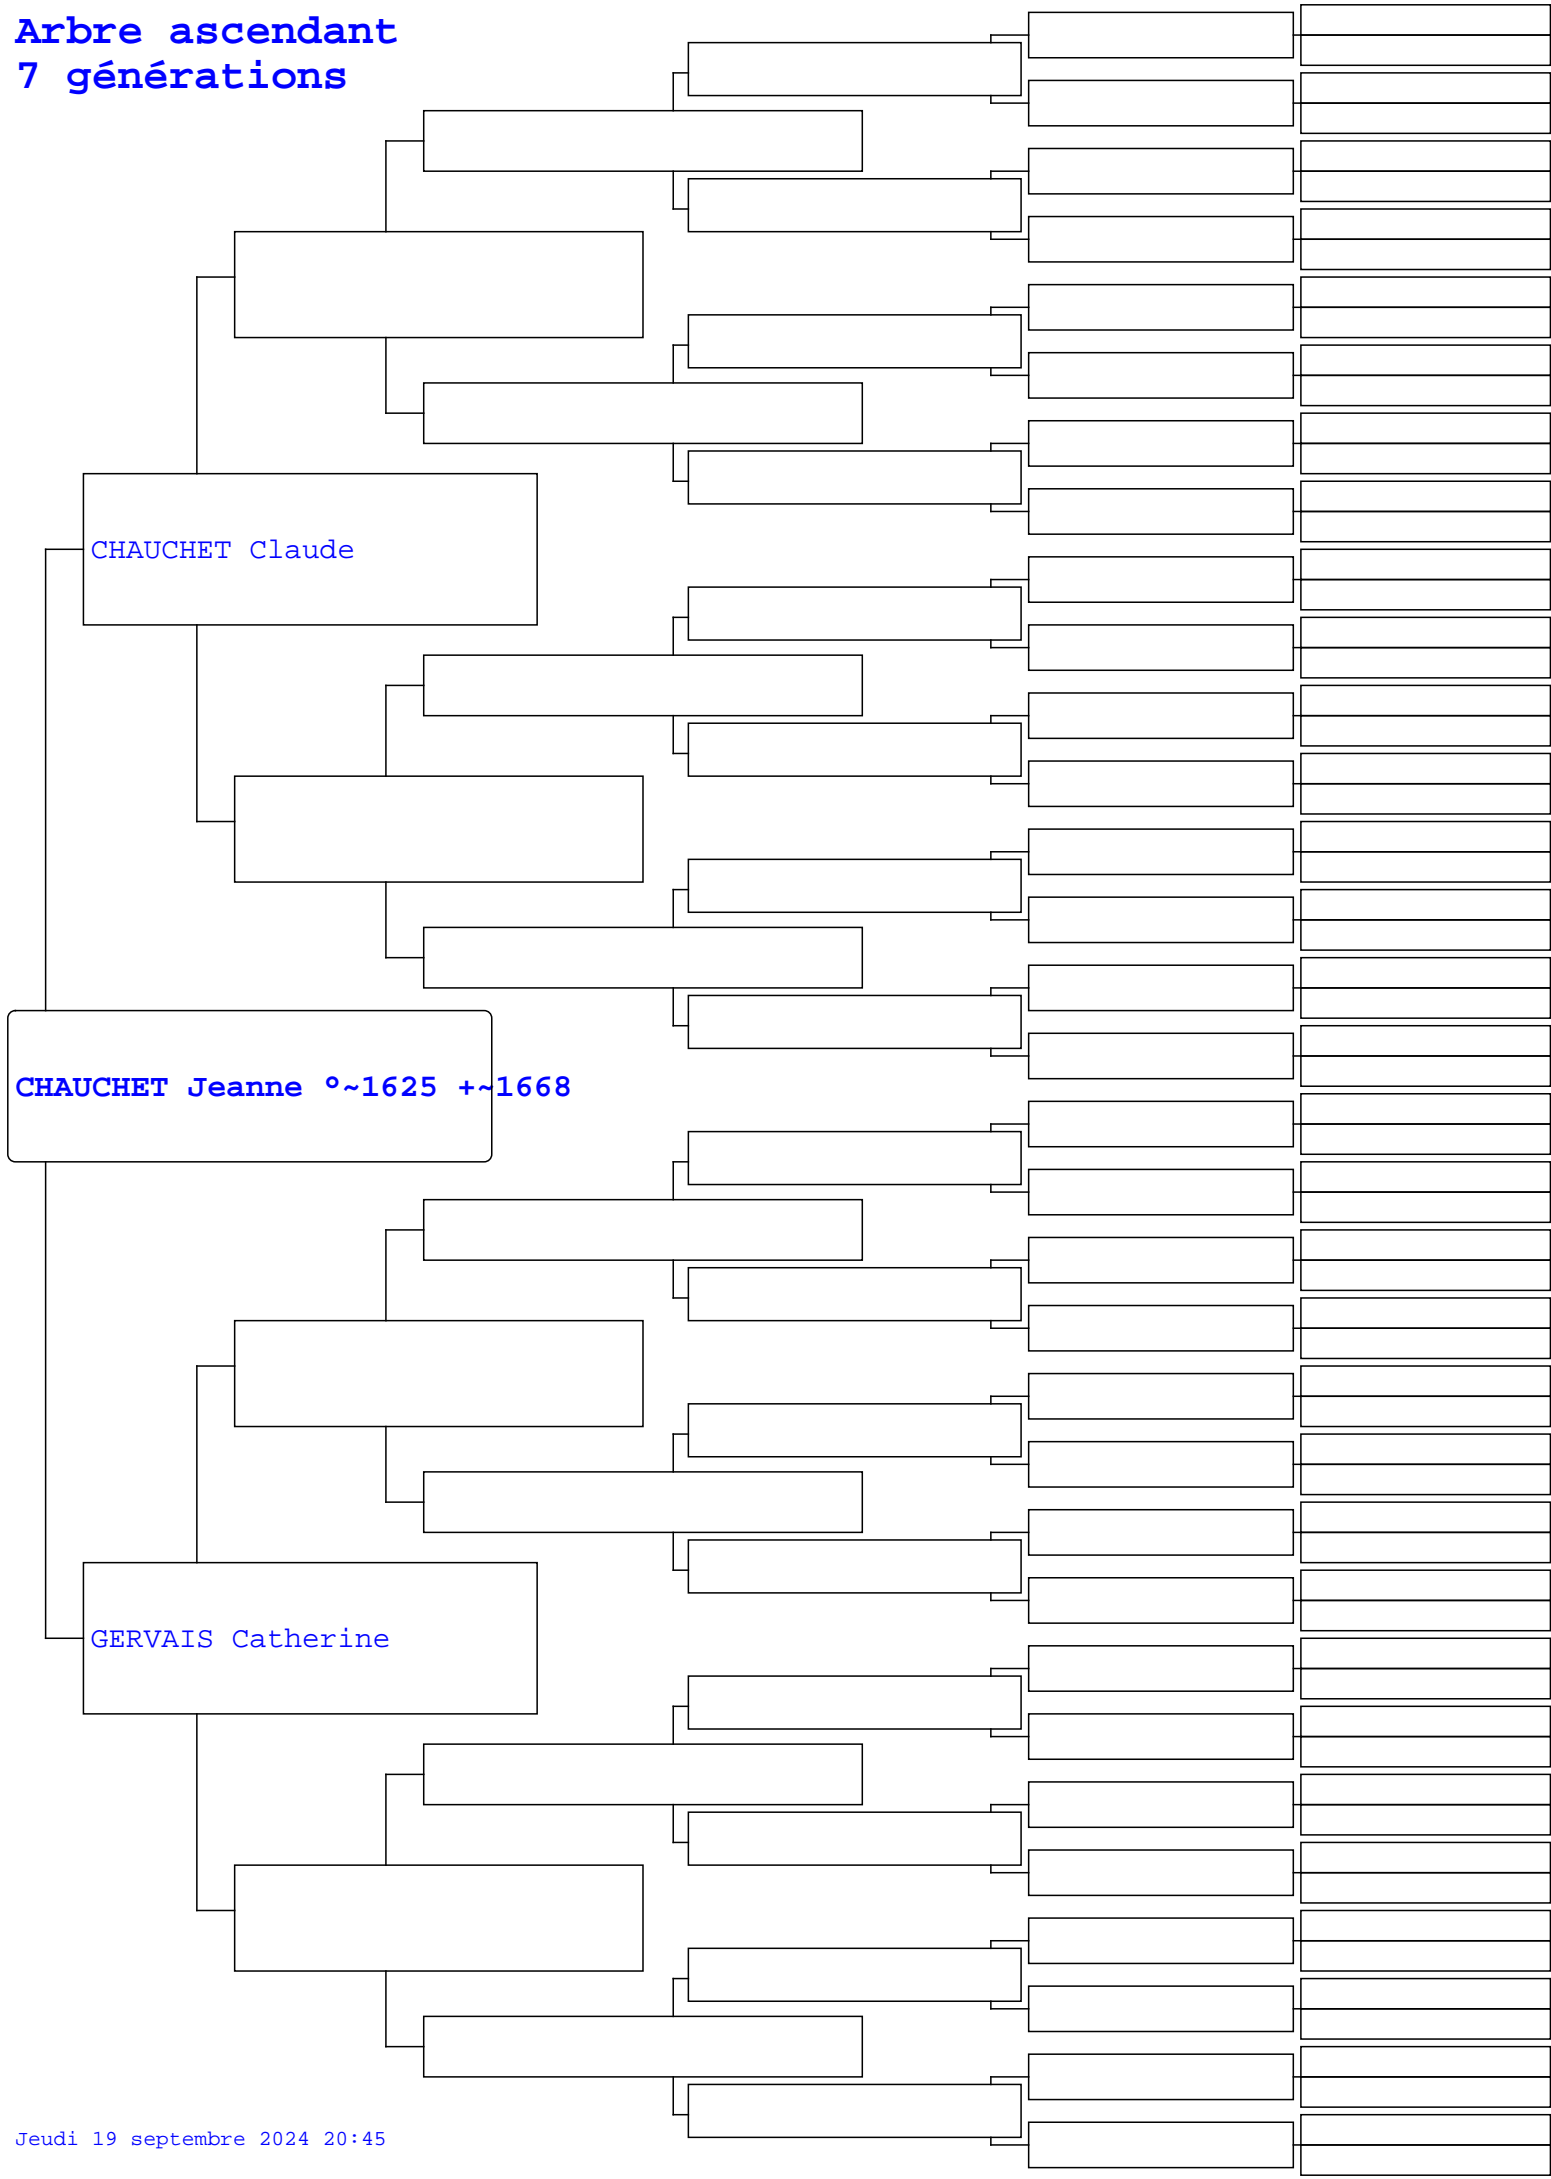 Arbre ascendant
7 générations
CHAUCHET Claude
CHAUCHET Jeanne °~1625 +~1668
GERVAIS Catherine
Jeudi 19 septembre 2024 20:45